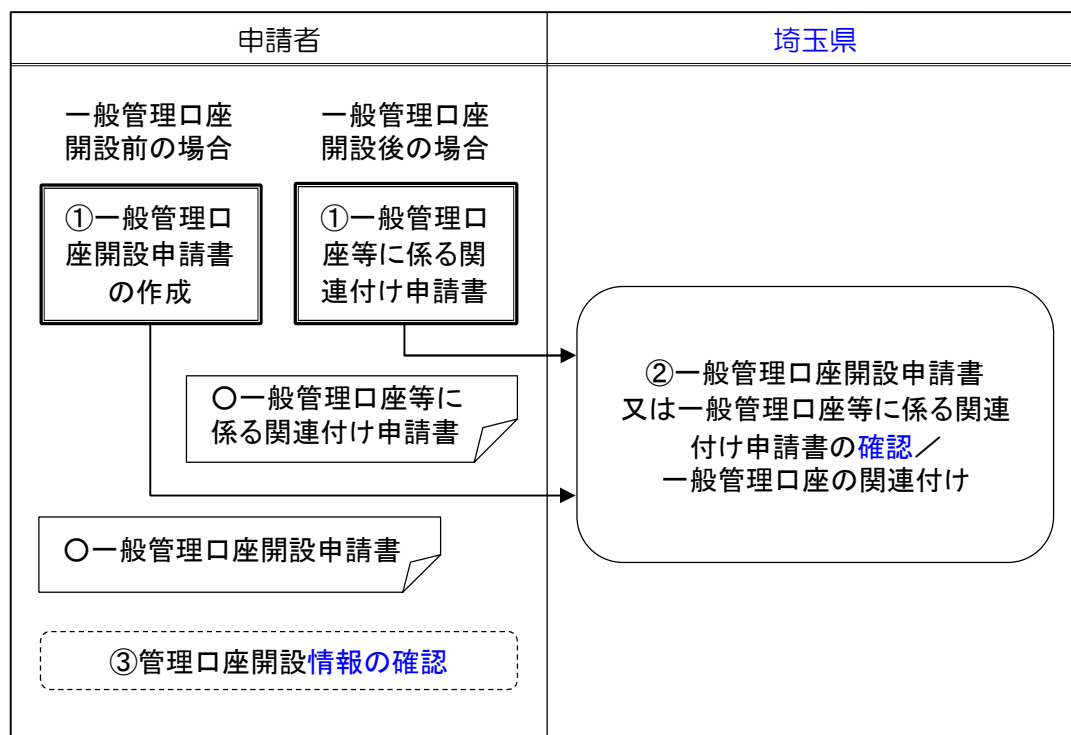 申請者
埼玉県
一般管理口座
開設前の場合
一般管理口座
開設後の場合
①一般管理口
座開設申請書
の作成
①一般管理口
座等に係る関
連付け申請書
〇一般管理口座等に
係る関連付け申請書
〇一般管理口座開設申請書
③管理口座開設情報の確認
②一般管理口座開設申請書
又は一般管理口座等に係る関連
付け申請書の確認／
一般管理口座の関連付け